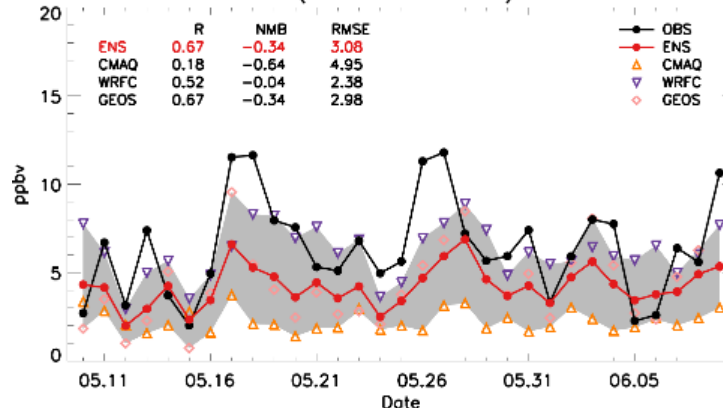 20
R NMB RMSE
ENS 0.67 −0.34 3.08
CMAQ 0.18 −0.64 4.95
WRFC 0.52 −0.04 2.38
GEOS 0.67 −0.34 2.98
OBS
ENS
CMAQ
WRFC
GEOS
15
10
ppbv
5
0
05.11 05.16 05.21 05.26 05.31 06.05
Date